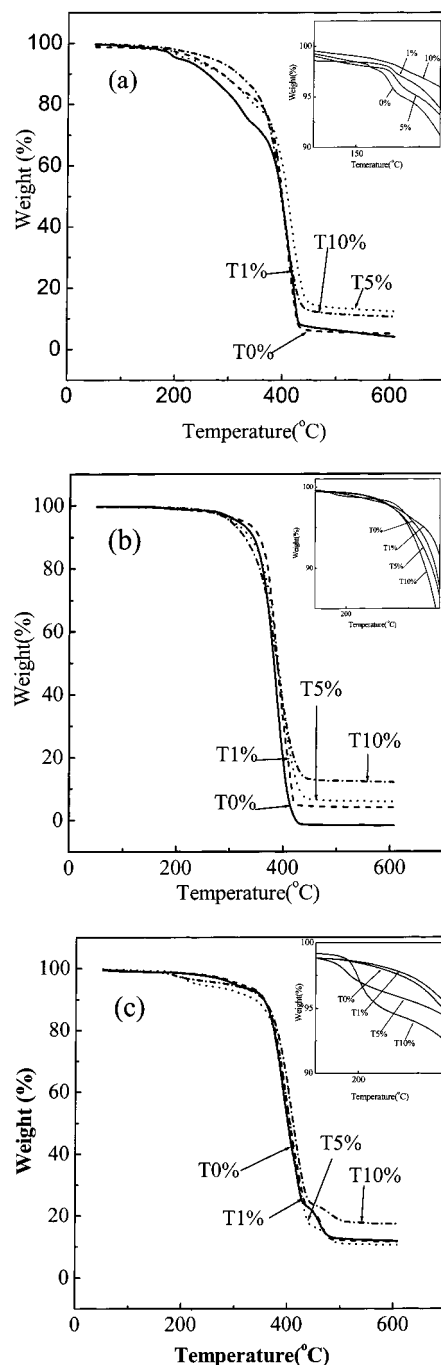 (a)
Weight (%)
100
80
60
40
20
0
0 200 400 600
Temperature(°C)
T10%
T1%
T5%
T0%
Weight(%)
100
95
90
150
Temerature(°C)
1%
10%
0%
5%
(b)
Weight(%)
100
80
60
40
20
0
0 200 400 600
Temperature(°C)
T5%
T1%
T10%
T0%
Weight(%)
100
90
200
Temperature(°C)
T0%
T1%
T5%
T10%
(c)
Weight (%)
100
80
60
40
20
0
0 200 400 600
Temperature(°C)
T0%
T5%
T10%
T1%
Weight(%)
100
95
90
200
Temperature(°C)
T0%
T1%
T5%
T10%